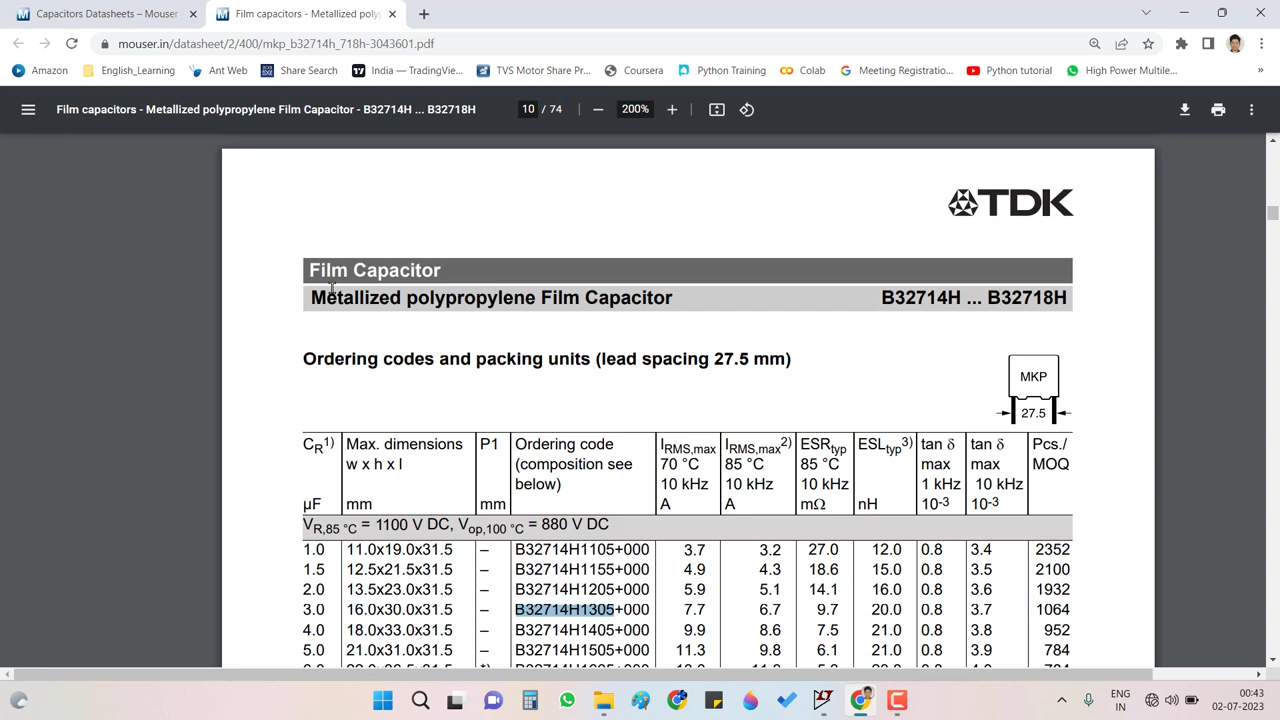 Capacitors Datasheets – Mouser
Film capacitors - Metallized poly
mouser.in/datasheet/2/400/mkp_b32714h_718h-3043601.pdf
Amazon English_Learning Ant Web Share Search India — TradingVie... TVS Motor Share Pr... Coursera Python Training Colab Meeting Registratio... Python tutorial High Power Multile... »
Film capacitors - Metallized polypropylene Film Capacitor - B32714H ... B32718H 10 / 74 200%
TDK
Film Capacitor
Metallized polypropylene Film Capacitor B32714H ... B32718H
Ordering codes and packing units (lead spacing 27.5 mm)
MKP
27.5
CR1) Max. dimensions P1 Ordering code IRMS,max IRMS,max2) ESRtyp ESLtyp3) tan δ tan δ Pcs./
w x h x l (composition see 70 °C 85 °C 85 °C max max MOQ
below) 10 kHz 10 kHz 10 kHz 1 kHz 10 kHz
µF mm mm A A mΩ nH 10-3 10-3
VR,85 °C = 1100 V DC, Vop,100 °C = 880 V DC
1.0 11.0x19.0x31.5 – B32714H1105+000 3.7 3.2 27.0 12.0 0.8 3.4 2352
1.5 12.5x21.5x31.5 – B32714H1155+000 4.9 4.3 18.6 15.0 0.8 3.5 2100
2.0 13.5x23.0x31.5 – B32714H1205+000 5.9 5.1 14.1 16.0 0.8 3.6 1932
3.0 16.0x30.0x31.5 – B32714H1305+000 7.7 6.7 9.7 20.0 0.8 3.7 1064
4.0 18.0x33.0x31.5 – B32714H1405+000 9.9 8.6 7.5 21.0 0.8 3.8 952
5.0 21.0x31.0x31.5 – B32714H1505+000 11.3 9.8 6.1 21.0 0.8 3.9 784
ENG 00:43
IN 02-07-2023